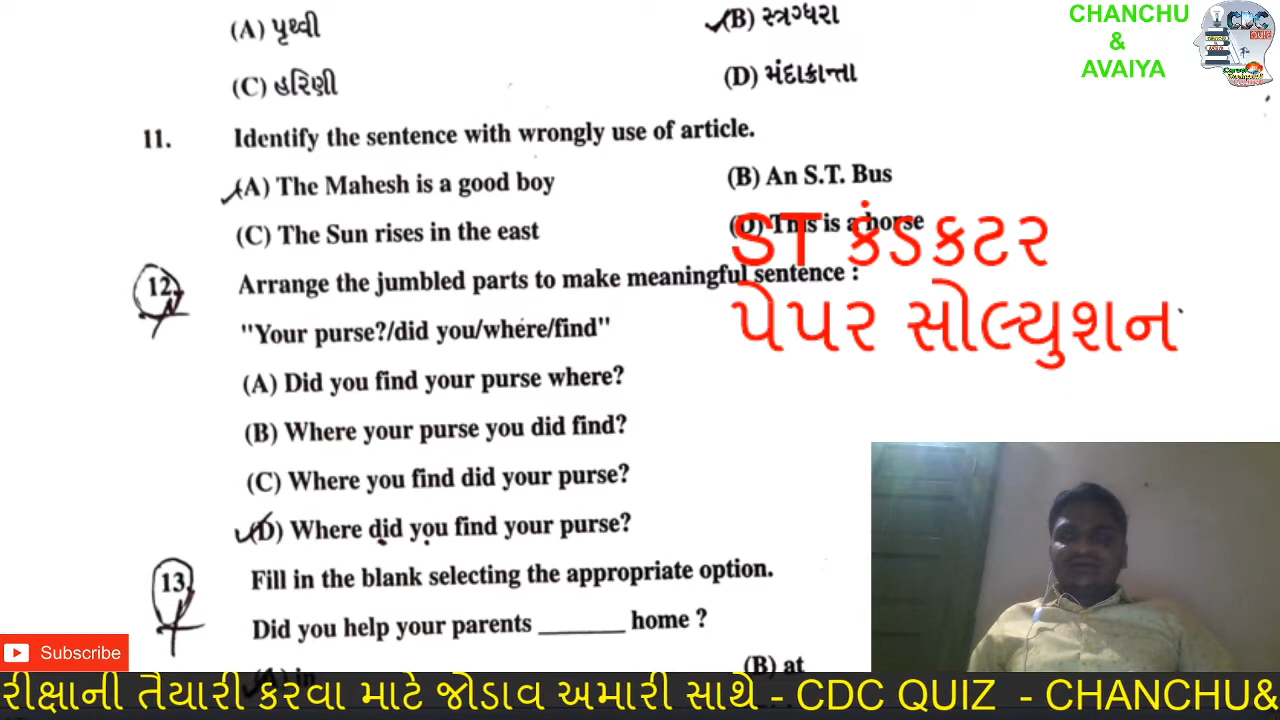 (A) પૃથ્વી
(B) સ્ત્રગ્ધરા
(C) હરિણી
(D) મંદાક્રાન્તા
CHANCHU
&
AVAIYA
CDC
QUIZ
11. Identify the sentence with wrongly use of article.
(A) The Mahesh is a good boy
(B) An S.T. Bus
(C) The Sun rises in the east
(D) This is a horse
ST કંડકટર
પેપર સોલ્યુશન
12. Arrange the jumbled parts to make meaningful sentence :
"Your purse?/did you/where/find"
(A) Did you find your purse where?
(B) Where your purse you did find?
(C) Where you find did your purse?
(D) Where did you find your purse?
13. Fill in the blank selecting the appropriate option.
Did you help your parents _______ home ?
(A) in
(B) at
Subscribe
રીક્ષાની તૈયારી કરવા માટે જોડાવ અમારી સાથે - CDC QUIZ - CHANCHU&